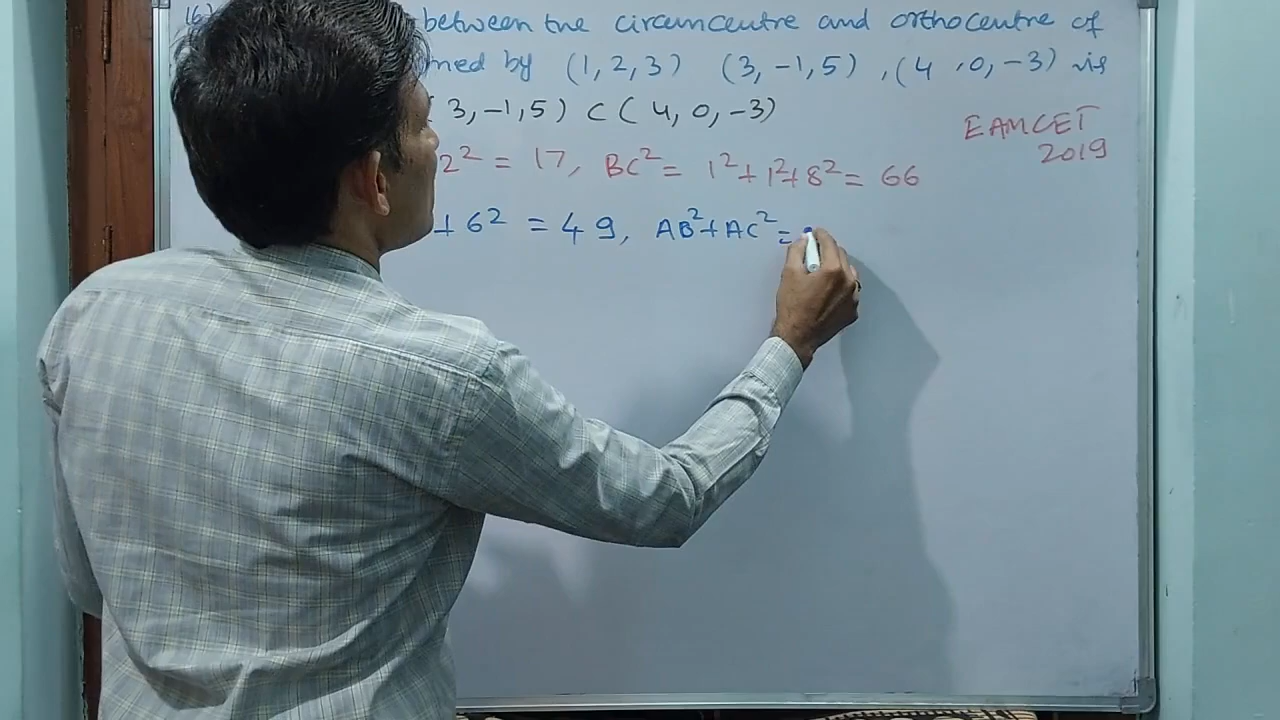 16) between the circumcentre and orthocentre of
med by (1, 2, 3) (3, -1, 5) , (4 , 0, -3) is
3, -1, 5) C ( 4, 0, -3)
EAMCET
2019
2² = 17, BC² = 1² + 1² + 8² = 66
+ 6² = 49, AB² + AC² =